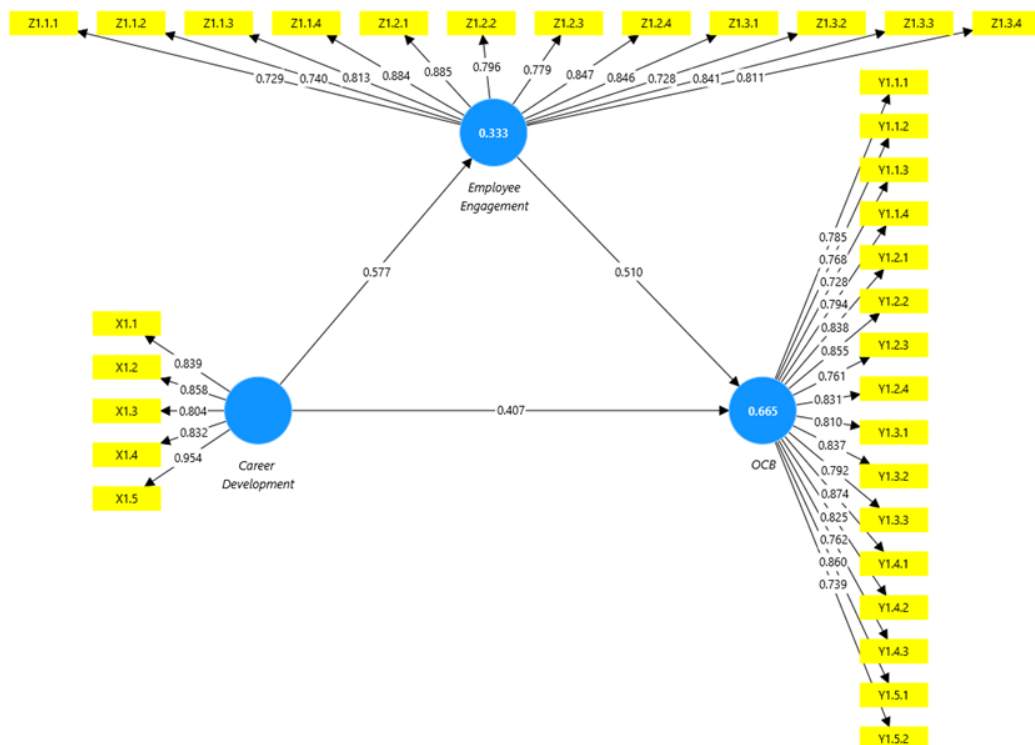 Z1.1.1 Z1.1.2 Z1.1.3 Z1.1.4 Z1.2.1 Z1.2.2 Z1.2.3 Z1.2.4 Z1.3.1 Z1.3.2 Z1.3.3 Z1.3.4
0.729 0.740 0.813 0.884 0.885 0.796 0.779 0.847 0.846 0.728 0.841 0.811
0.333
Employee
Engagement
0.577
0.510
X1.1
X1.2
X1.3
X1.4
X1.5
0.839
0.858
0.804
0.832
0.954
Career
Development
0.407
0.665
OCB
0.785
0.768
0.728
0.794
0.838
0.855
0.761
0.831
0.810
0.837
0.792
0.874
0.825
0.762
0.860
0.739
Y1.1.1
Y1.1.2
Y1.1.3
Y1.1.4
Y1.2.1
Y1.2.2
Y1.2.3
Y1.2.4
Y1.3.1
Y1.3.2
Y1.3.3
Y1.4.1
Y1.4.2
Y1.4.3
Y1.5.1
Y1.5.2